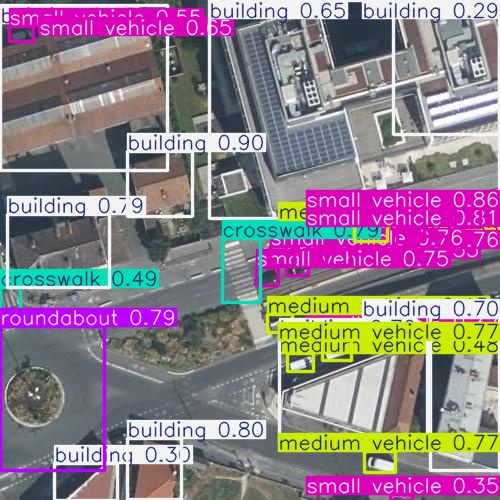 small vehicle 0.55
building 0.65
building 0.29
small vehicle 0.65
building 0.90
small vehicle 0.86
building 0.79
small vehicle 0.81
crosswalk 0.79
small vehicle 0.76
small vehicle 0.75
crosswalk 0.49
medium
building 0.70
roundabout 0.79
medium vehicle 0.77
medium vehicle 0.48
building 0.80
medium vehicle 0.77
building 0.30
small vehicle 0.35